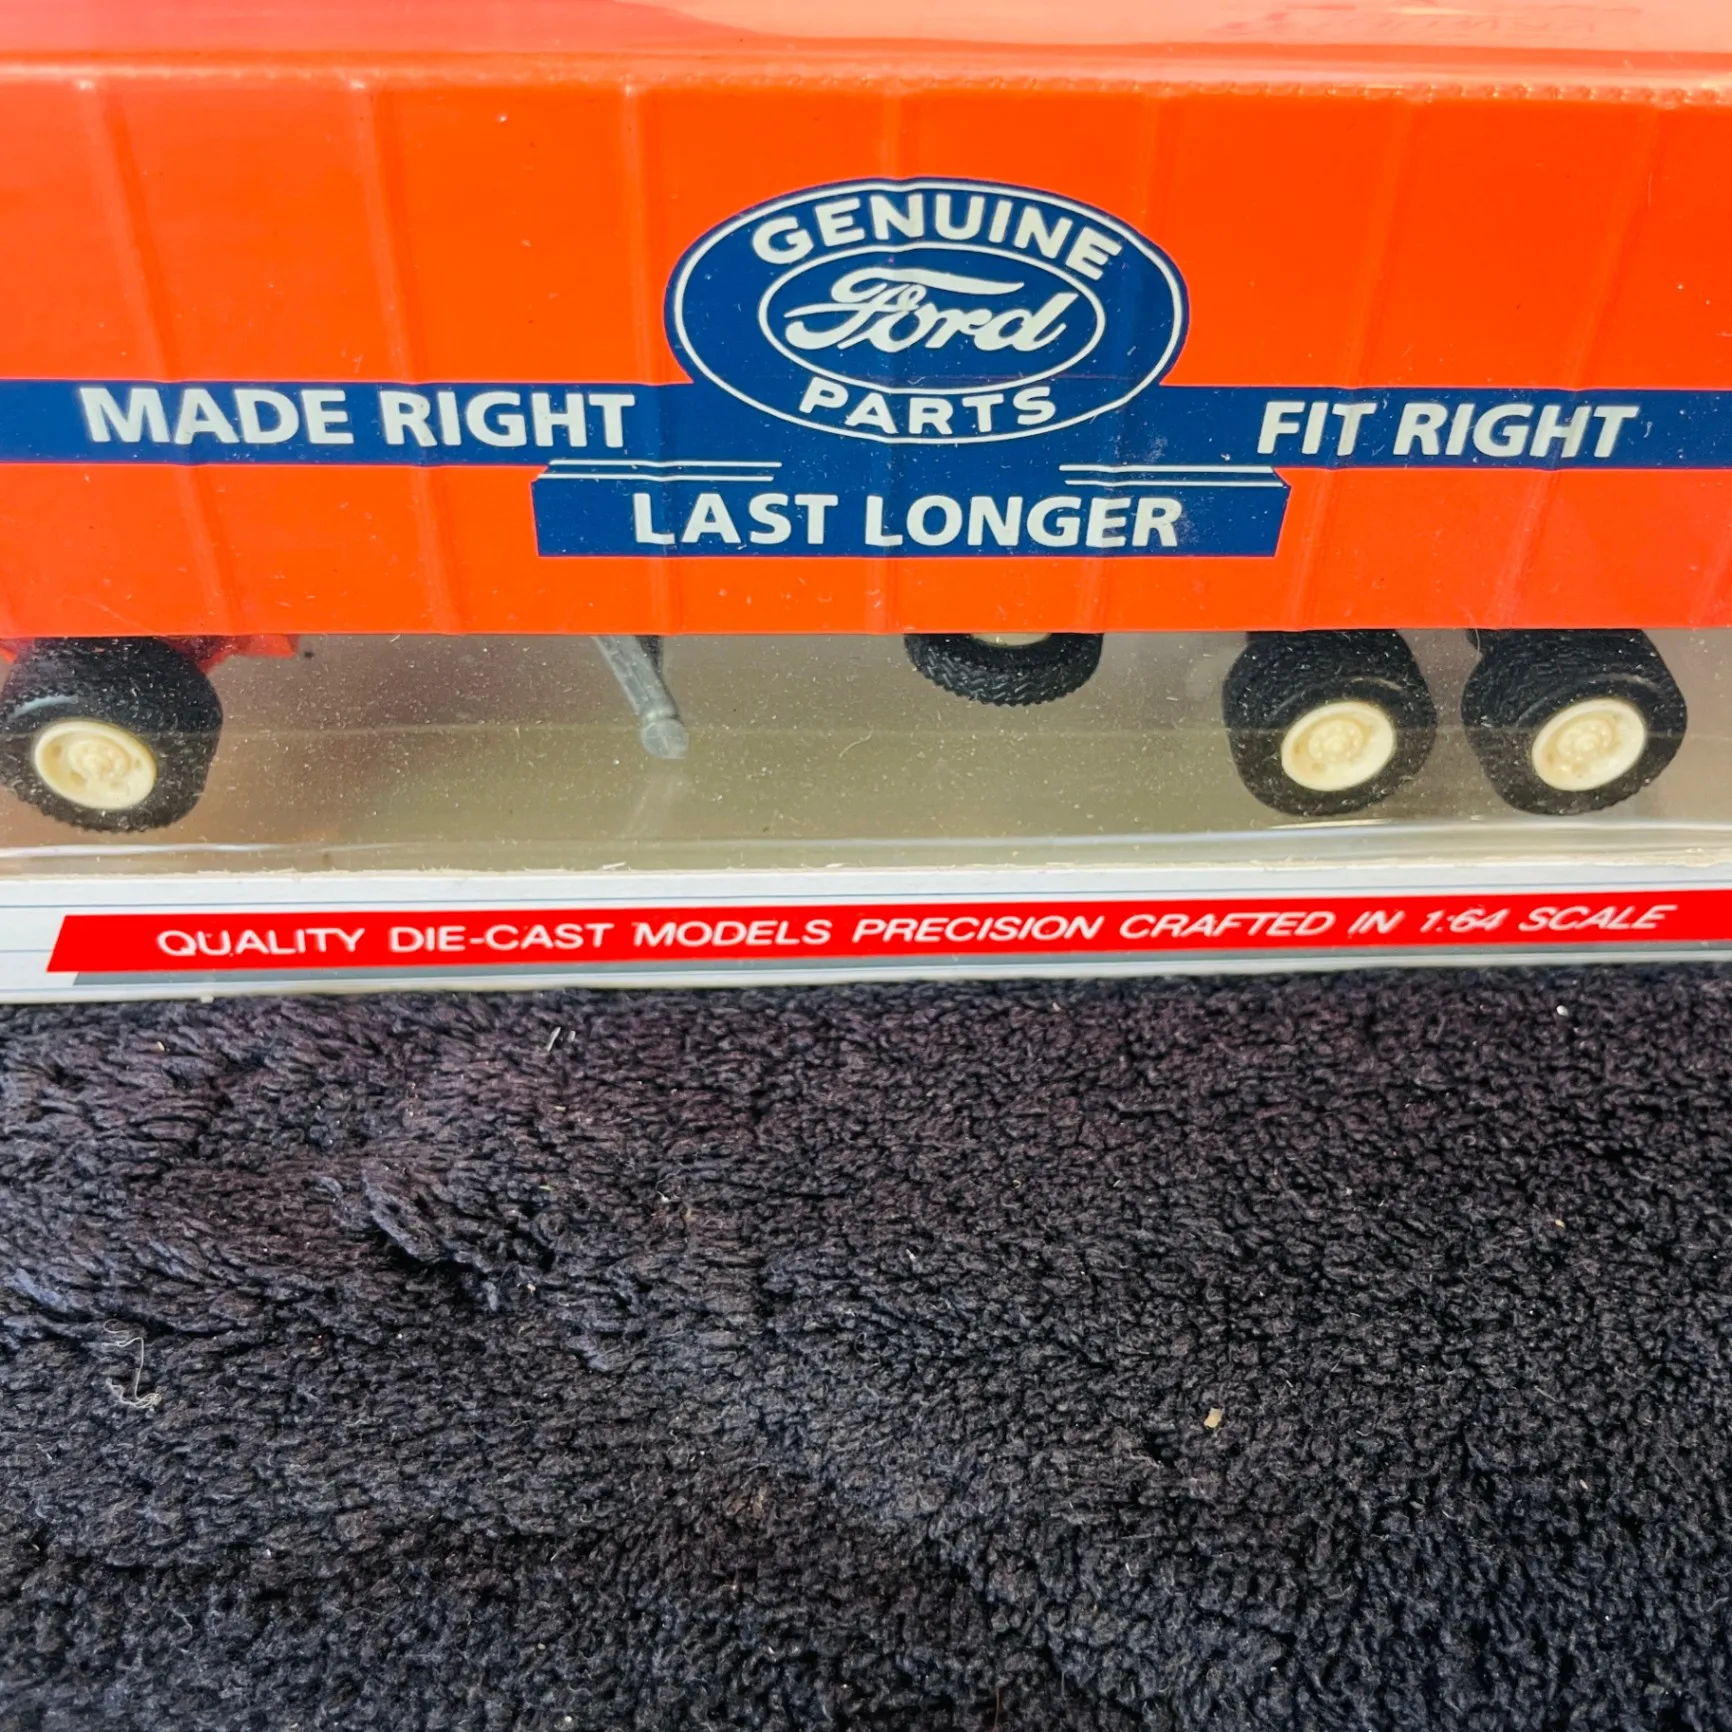 GENUINE
Ford
PARTS
MADE RIGHT
FIT RIGHT
LAST LONGER
QUALITY DIE-CAST MODELS PRECISION CRAFTED IN 1:64 SCALE